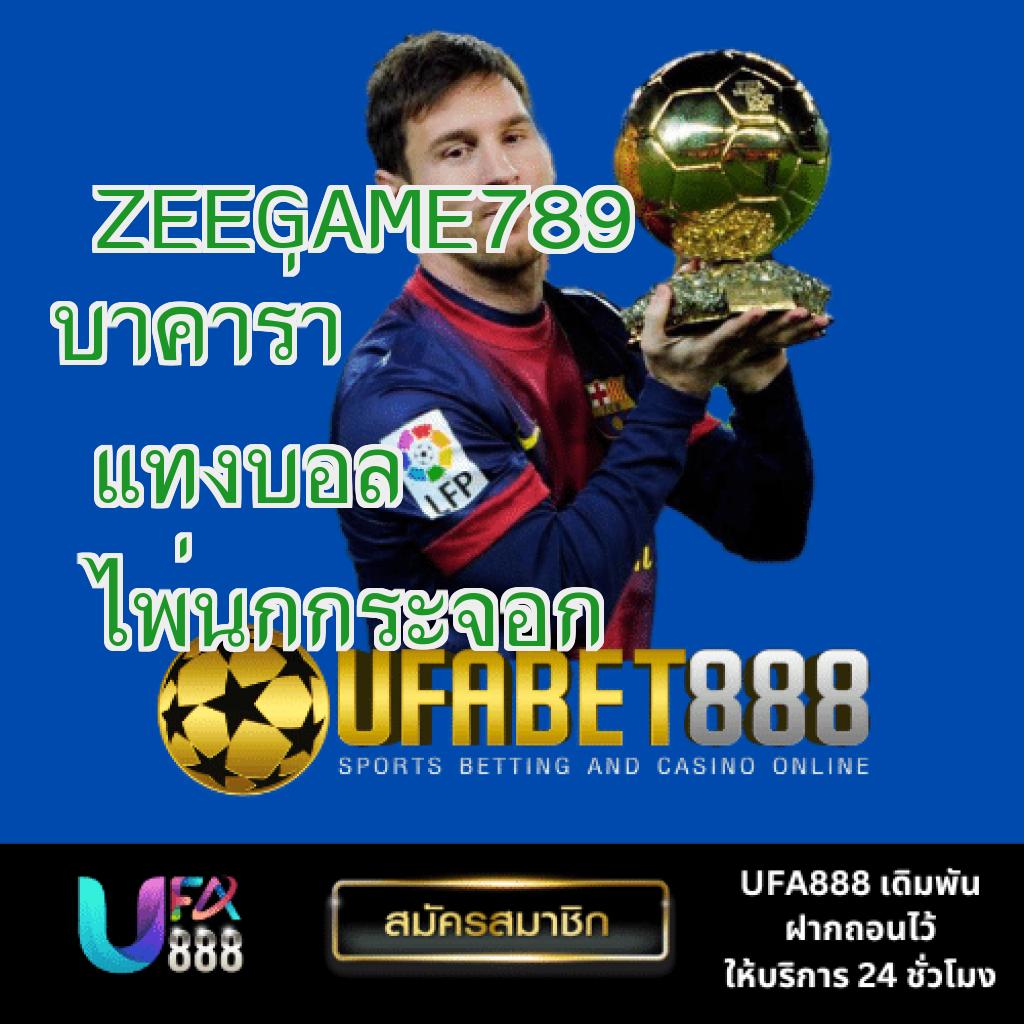 ZEEGAME789
บาคาร่า
แทงบอล
LFP
ไพ่นกกระจอก
UFABET888
SPORTS BETTING AND CASINO ONLINE
UFA
888
สมัครสมาชิก
UFA888 เดิมพัน
ฝากถอนไว้
ให้บริการ 24 ชั่วโมง